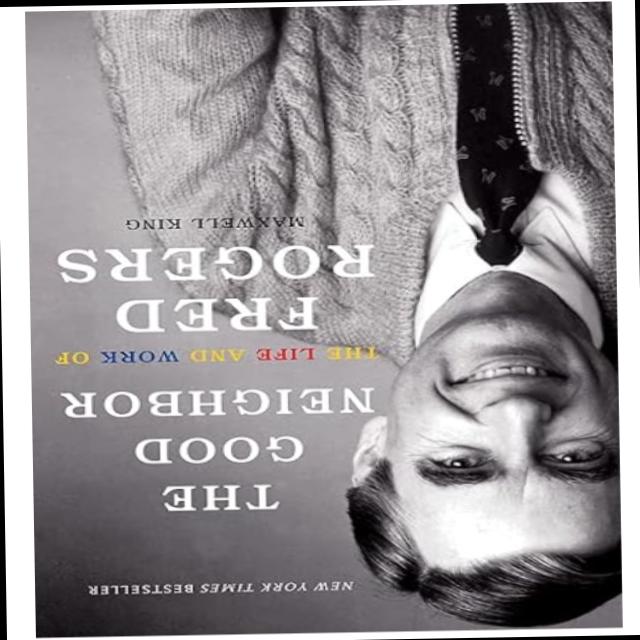 NEW YORK TIMES BESTSELLER
THE
GOOD
NEIGHBOR
THE LIFE AND WORK OF
FRED
ROGERS
MAXWELL KING